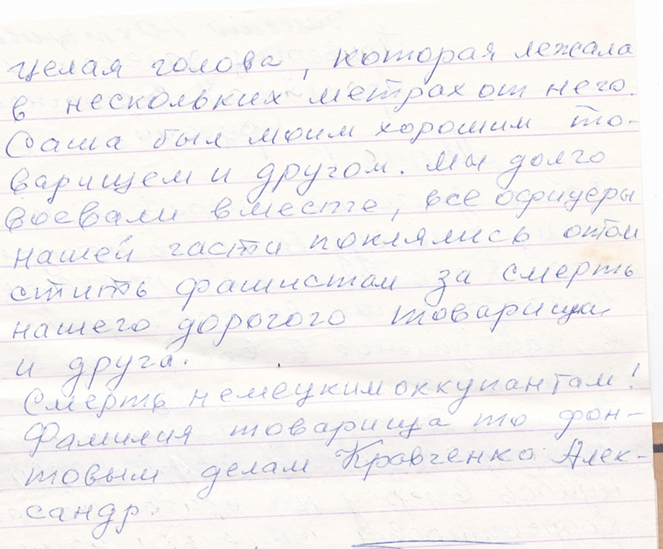 целая голова, которая лежала
в нескольких метрах от него.
Саша был моим хорошим то-
варищем и другом. Мы долго
воевали вместе, все офицеры
нашей части поклялись отом
стить фашистам за смерть
нашего дорогого товарища
и друга.
Смерть немецким оккупантам!
Фамилия товарища то фон-
товым делам Кравченко Алек-
сандр.